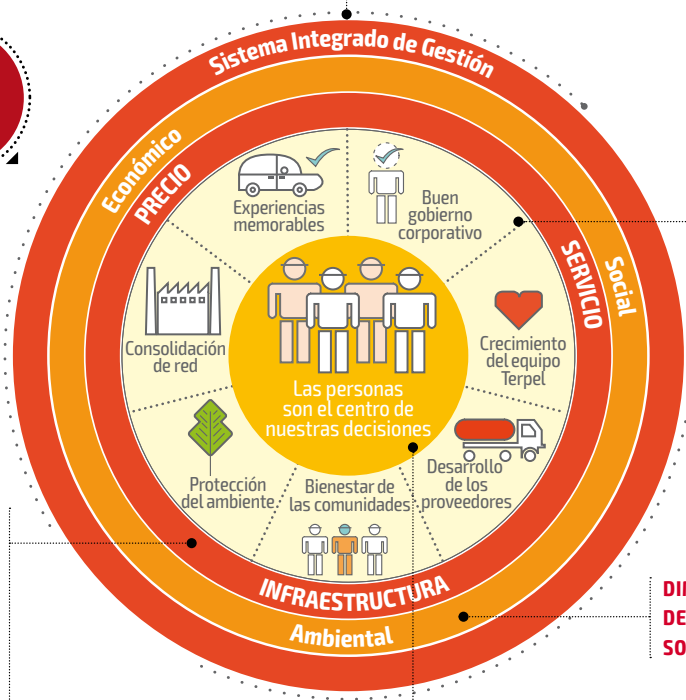 Sistema Integrado de Gestión
Económico
PRECIO
SERVICIO
Social
Experiencias
memorables
Buen
gobierno
corporativo
Consolidación
de red
Crecimiento
del equipo
Terpel
Las personas
son el centro de
nuestras decisiones
Protección
del ambiente
Bienestar de
las comunidades
Desarrollo
de los
proveedores
INFRAESTRUCTURA
Ambiental
DE
SO